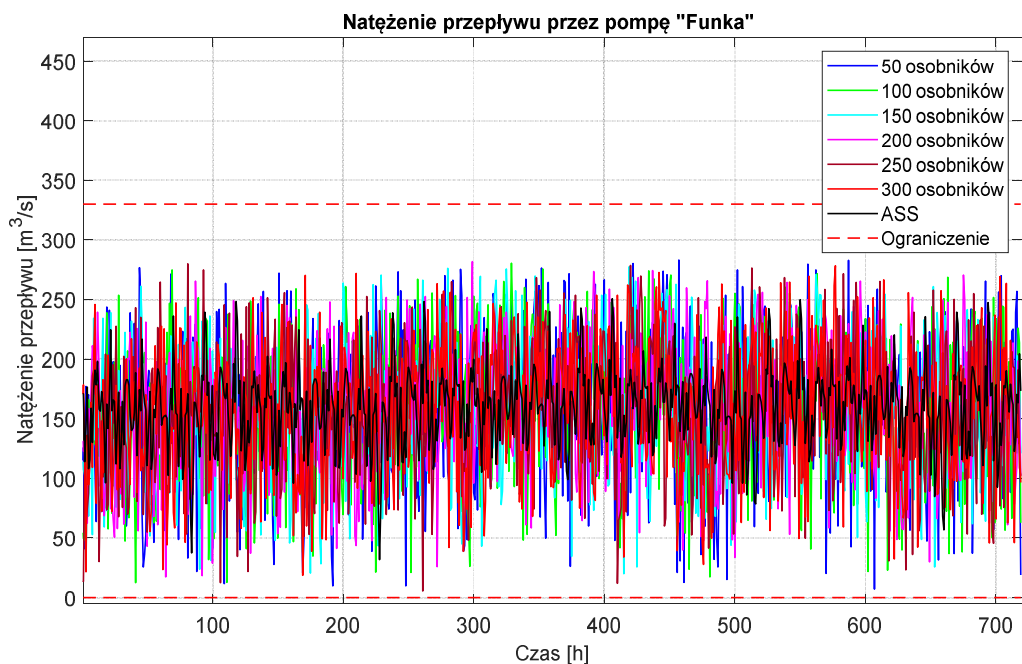 Natężenie przepływu przez pompę "Funka"
Natężenie przepływu [m³/s]
450
400
350
300
250
200
150
100
50
0
50 osobników
100 osobników
150 osobników
200 osobników
250 osobników
300 osobników
ASS
Ograniczenie
100
200
300
400
500
600
700
Czas [h]